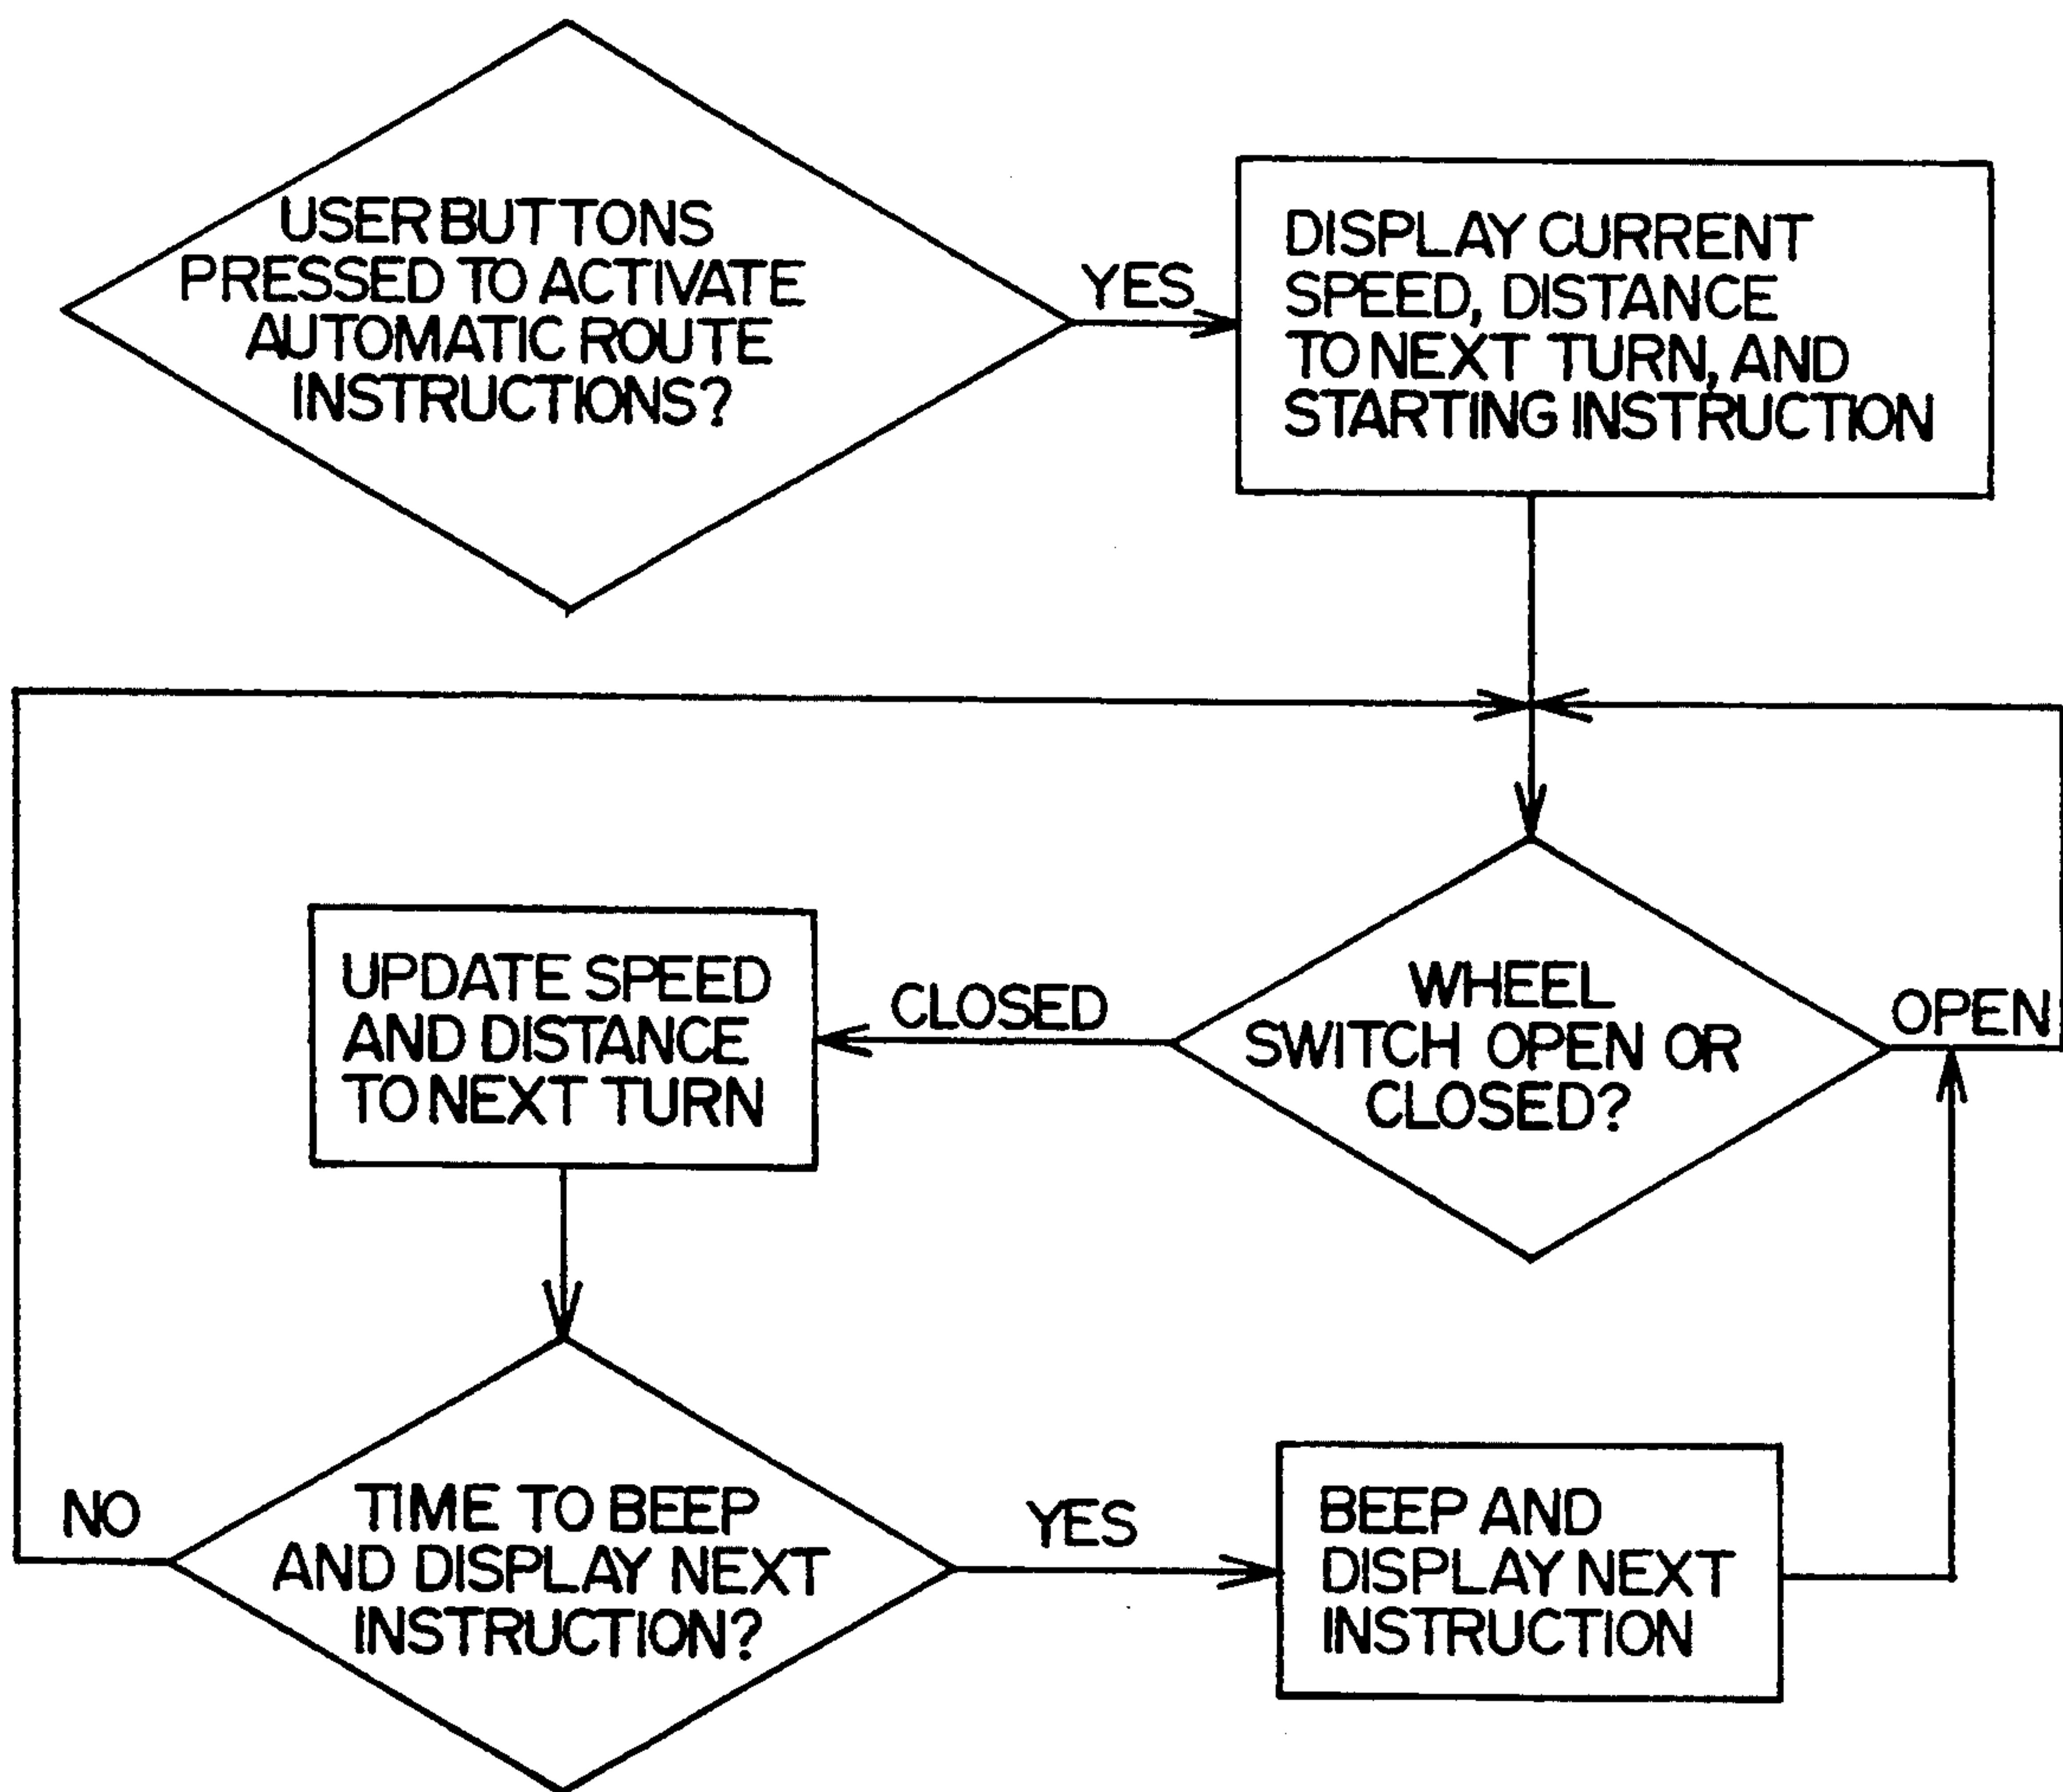 USER BUTTONS
PRESSED TO ACTIVATE
AUTOMATIC ROUTE
INSTRUCTIONS?
YES
DISPLAY CURRENT
SPEED, DISTANCE
TO NEXT TURN, AND
STARTING INSTRUCTION
WHEEL
SWITCH OPEN OR
CLOSED?
OPEN
CLOSED
UPDATE SPEED
AND DISTANCE
TO NEXT TURN
TIME TO BEEP
AND DISPLAY NEXT
INSTRUCTION?
NO
YES
BEEP AND
DISPLAY NEXT
INSTRUCTION